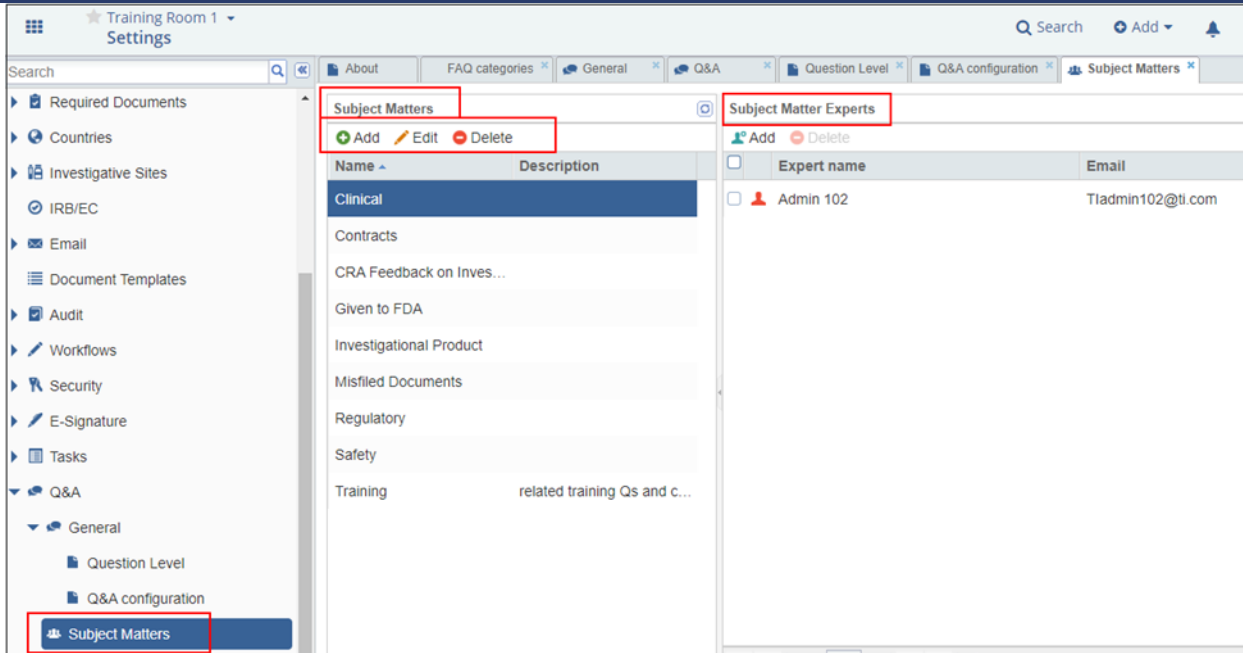 Training Room 1
Settings
Search
Add
Search
About
FAQ categories
General
Q&A
Question Level
Q&A configuration
Subject Matters
Required Documents
Countries
Investigative Sites
IRB/EC
Email
Document Templates
Audit
Workflows
Security
E-Signature
Tasks
Q&A
General
Question Level
Q&A configuration
Subject Matters
Subject Matters
Add Edit Delete
Name Description
Clinical
Contracts
CRA Feedback on Inves...
Given to FDA
Investigational Product
Misfiled Documents
Regulatory
Safety
Training related training Qs and c...
Subject Matter Experts
Add Delete
Expert name Email
Admin 102 TIadmin102@ti.com